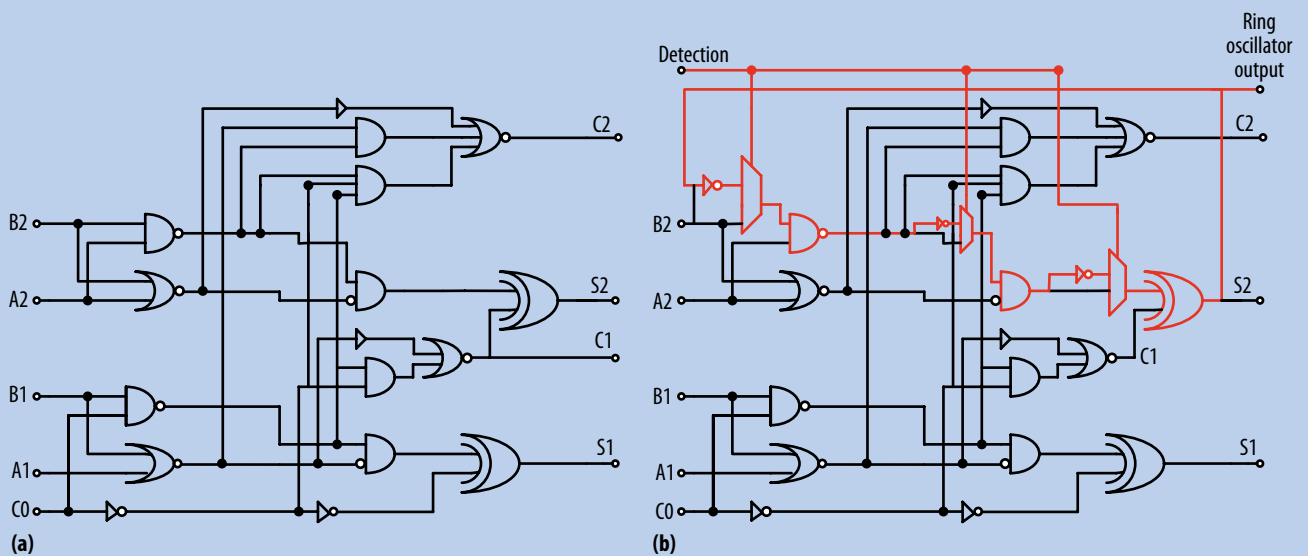 C2
B2
A2
S2
C1
B1
A1
S1
C0
(a)
Detection
Ring
oscillator
output
C2
B2
A2
S2
C1
B1
A1
S1
C0
(b)